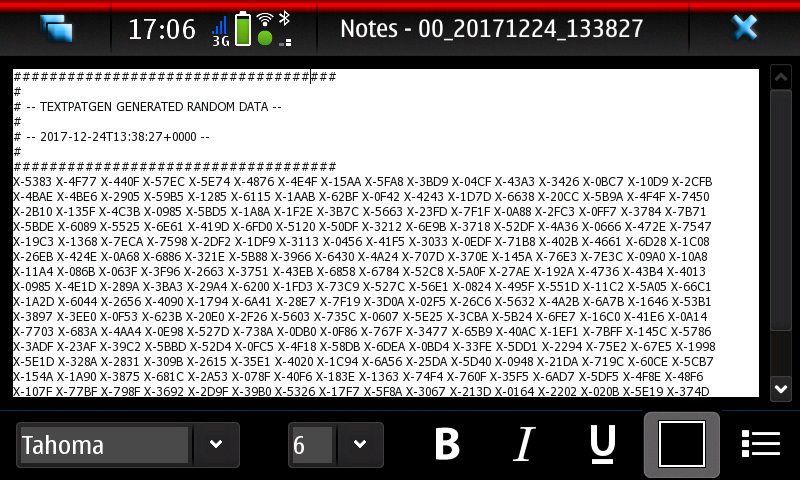 17:06 3G Notes - 00_20171224_133827
####################################
#
# -- TEXTPATGEN GENERATED RANDOM DATA --
#
# -- 2017-12-24T13:38:27+0000 --
#
####################################
X-5383 X-4F77 X-440F X-57EC X-5E74 X-4876 X-4E4F X-15AA X-5FA8 X-3BD9 X-04CF X-43A3 X-3426 X-0BC7 X-10D9 X-2CFB
X-4BAE X-4BE6 X-2905 X-59B5 X-1285 X-6115 X-1AAB X-62BF X-0F42 X-4243 X-1D7D X-6638 X-20CC X-5B9A X-4F4F X-7450
X-2B10 X-135F X-4C3B X-0985 X-5BD5 X-1A8A X-1F2E X-3B7C X-5663 X-23FD X-7F1F X-0A88 X-2FC3 X-0FF7 X-3784 X-7B71
X-5BDE X-6089 X-5525 X-6E61 X-419D X-6FD0 X-5120 X-50DF X-3212 X-6E9B X-3718 X-52DF X-4A36 X-0666 X-472E X-7547
X-19C3 X-1368 X-7ECA X-7598 X-2DF2 X-1DF9 X-3113 X-0456 X-41F5 X-3033 X-0EDF X-71B8 X-402B X-4661 X-6D28 X-1C08
X-26EB X-424E X-0A68 X-6886 X-321E X-5B88 X-3966 X-6430 X-4A24 X-707D X-370E X-145A X-76E3 X-7E3C X-09A0 X-10A8
X-11A4 X-086B X-063F X-3F96 X-2663 X-3751 X-43EB X-6858 X-6784 X-52C8 X-5A0F X-27AE X-192A X-4736 X-43B4 X-4013
X-0985 X-4E1D X-289A X-3BA3 X-29A4 X-6200 X-1FD3 X-73C9 X-527C X-56E1 X-0824 X-495F X-551D X-11C2 X-5A05 X-66C1
X-1A2D X-6044 X-2656 X-4090 X-1794 X-6A41 X-28E7 X-7F19 X-3D0A X-02F5 X-26C6 X-5632 X-4A2B X-6A7B X-1646 X-53B1
X-3897 X-3EE0 X-0F53 X-623B X-20E0 X-2F26 X-5603 X-735C X-0607 X-5E25 X-3CBA X-5B24 X-6FE7 X-16C0 X-41E6 X-0A14
X-7703 X-683A X-4AA4 X-0E98 X-527D X-738A X-0DB0 X-0F86 X-767F X-3477 X-65B9 X-40AC X-1EF1 X-7BFF X-145C X-5786
X-3ADF X-23AF X-39C2 X-5BBD X-52D4 X-0FC5 X-4F18 X-58DB X-6DEA X-0BD4 X-33FE X-5DD1 X-2294 X-75E2 X-67E5 X-1998
X-5E1D X-328A X-2831 X-309B X-2615 X-35E1 X-4020 X-1C94 X-6A56 X-25DA X-5D40 X-0948 X-21DA X-719C X-60CE X-5CB7
X-154A X-1A90 X-3875 X-681C X-2A53 X-078F X-40F6 X-183E X-1363 X-74F4 X-760F X-35F5 X-6AD7 X-5DF5 X-4F8E X-48F6
X-107F X-77BF X-798F X-3692 X-2D9F X-39B0 X-5326 X-17F7 X-5F8A X-3067 X-213D X-0164 X-2202 X-020B X-5E19 X-374D
Tahoma 6 B I U